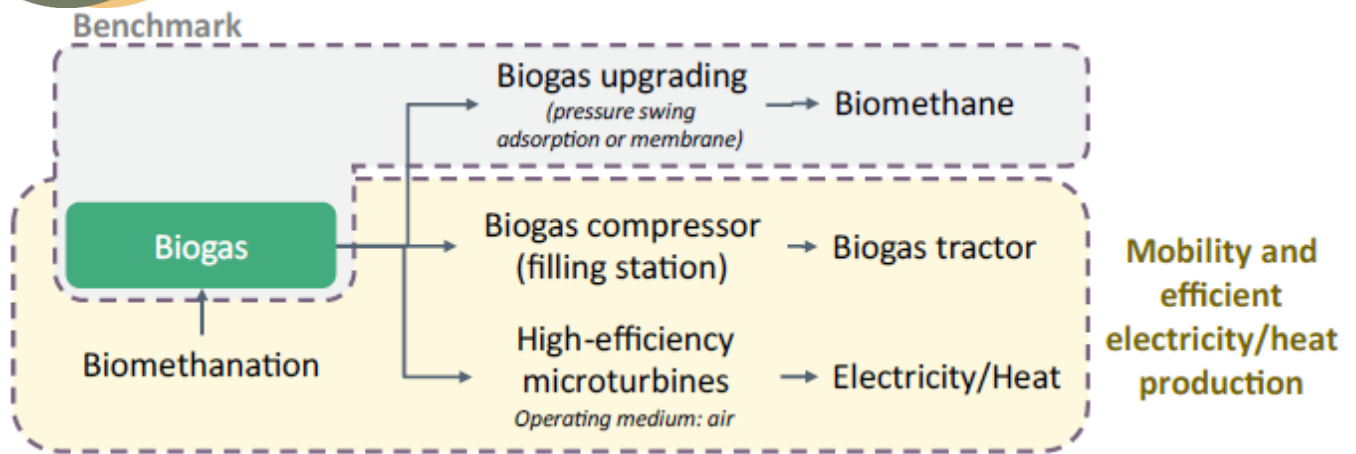 Benchmark
Biogas upgrading
(pressure swing
adsorption or membrane)
Biomethane
Biogas
Biogas compressor
(filling station)
Biogas tractor
Biomethanation
High-efficiency
microturbines
Operating medium: air
Electricity/Heat
Mobility and
efficient
electricity/heat
production